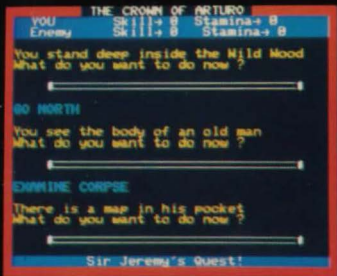 THE CROWN OF ARTURO
YOU Skill→ 0 Stamina→ 0
Enemy Skill→ 0 Stamina→ 0
You stand deep inside the Wild Wood
What do you want to do now ?
GO NORTH
You see the body of an old man
What do you want to do now ?
EXAMINE CORPSE
There is a map in his pocket
What do you want to do now ?
Sir Jeremy's Quest!